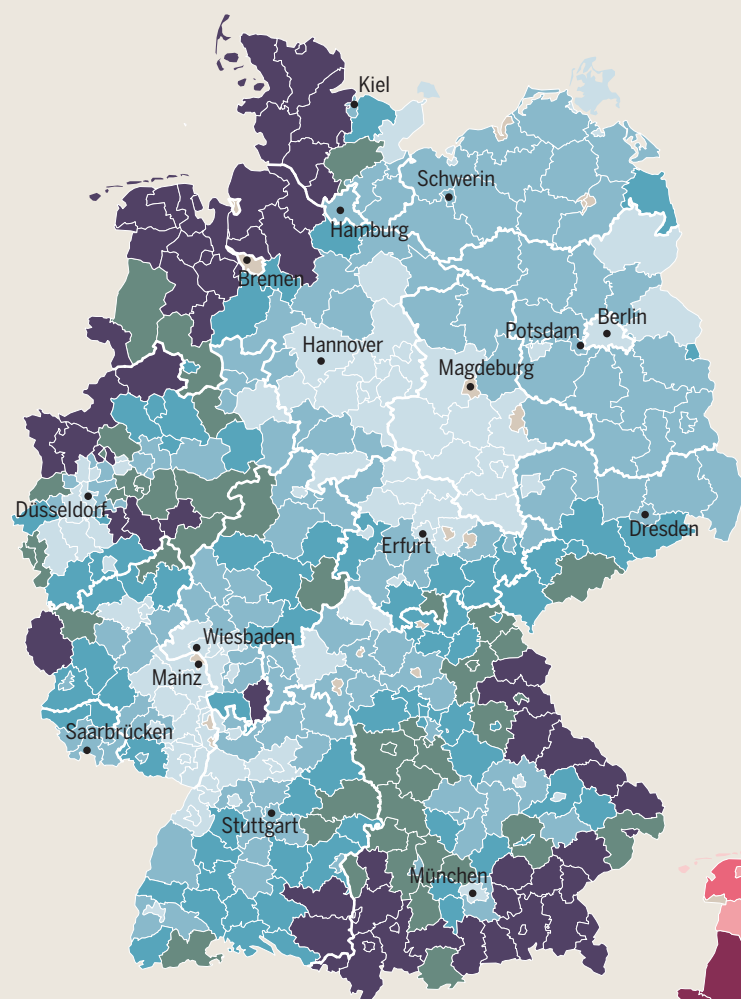 Kiel
Schwerin
Hamburg
Bremen
Berlin
Potsdam
Hannover
Magdeburg
Düsseldorf
Dresden
Erfurt
Wiesbaden
Mainz
Saarbrücken
Stuttgart
München